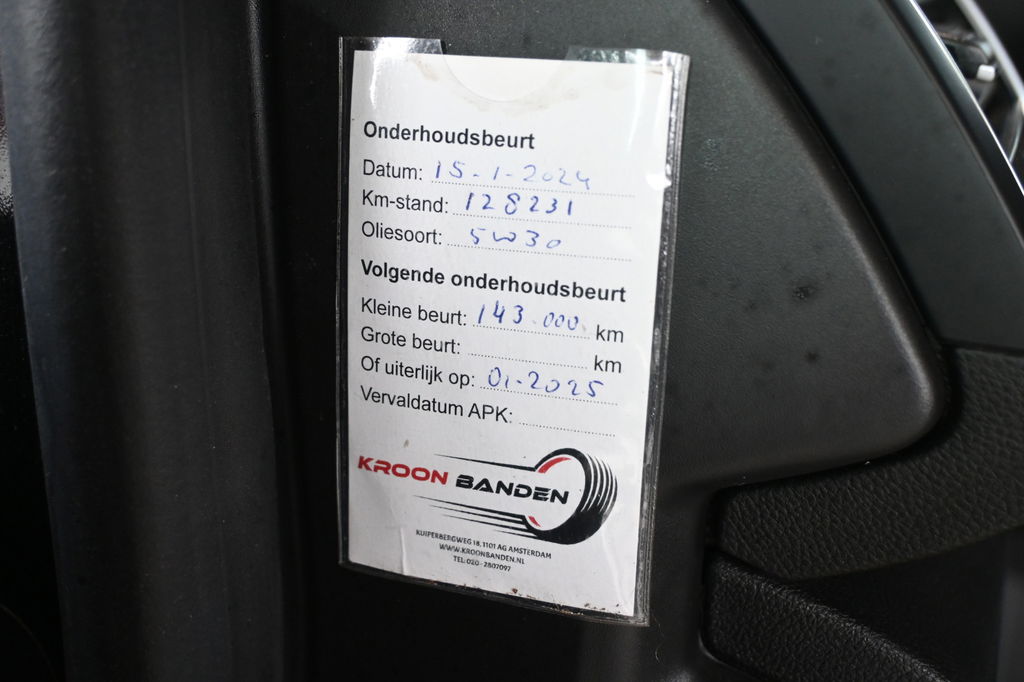 Onderhoudsbeurt
Datum: 15-1-2024
Km-stand: 128231
Oliesoort: 5W30
Volgende onderhoudsbeurt
Kleine beurt: 143.000 km
Grote beurt: km
Of uiterlijk op: 01-2025
Vervaldatum APK:
KROON BANDEN
KUIPERBERGWEG 18, 1101 AG AMSTERDAM
WWW.KROONBANDEN.NL
TEL: 020 - 2807097